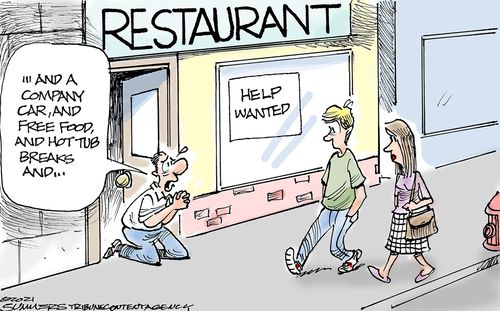 RESTAURANT
... AND A
COMPANY
CAR, AND
FREE FOOD,
AND HOT TUB
BREAKS
AND...
HELP
WANTED
©2021
SUMMERS TRIBUNE CONTENT AGENCY